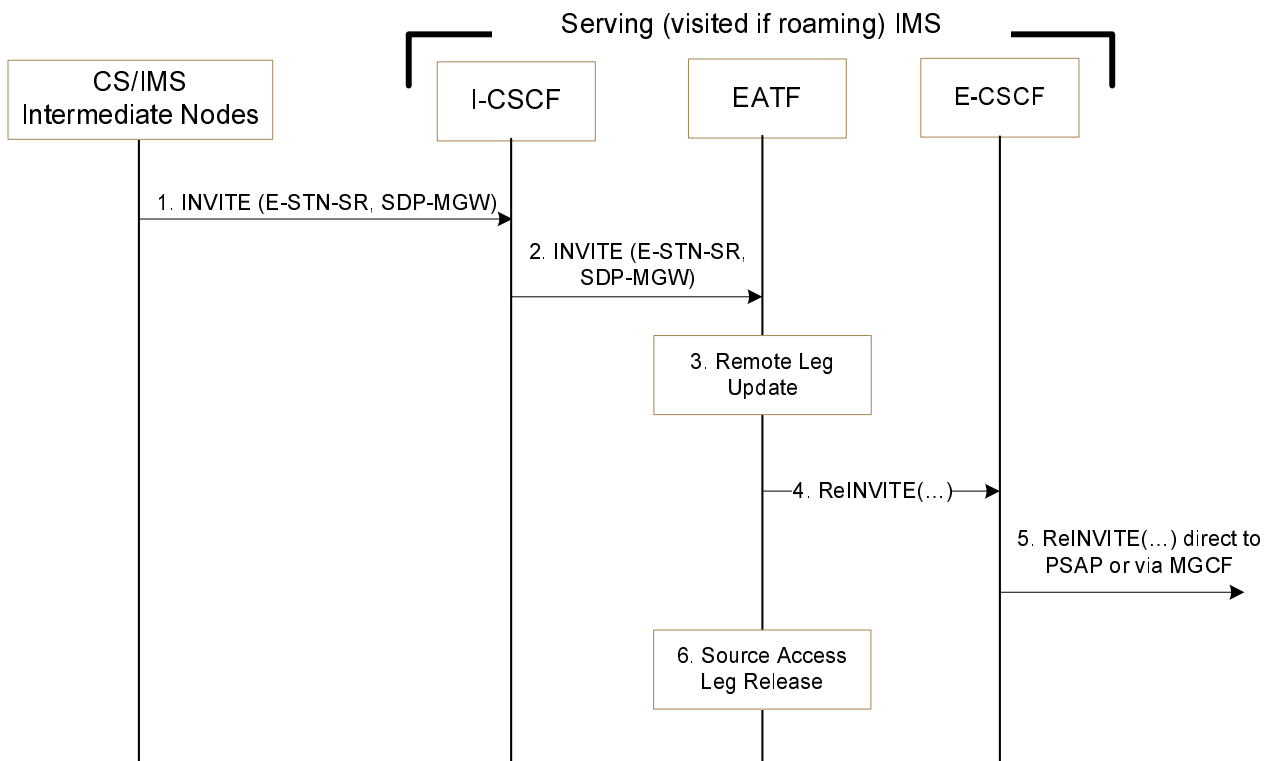 Serving (visited if roaming) IMS
CS/IMS
Intermediate Nodes
I-CSCF
EATF
E-CSCF
1. INVITE (E-STN-SR, SDP-MGW)
2. INVITE (E-STN-SR,
SDP-MGW)
3. Remote Leg
Update
4. ReINVITE(…)
5. ReINVITE(…) direct to
PSAP or via MGCF
6. Source Access
Leg Release